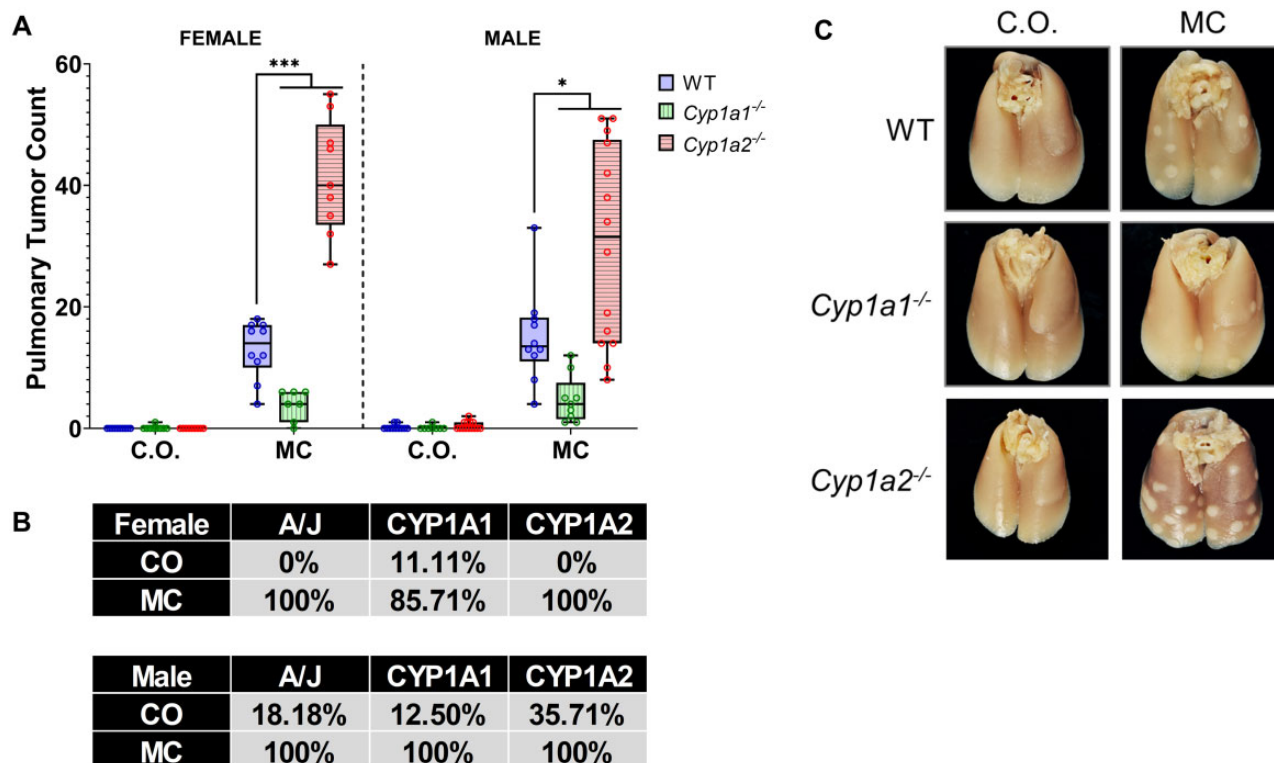 A
FEMALE
MALE
***
*
WT
Cyp1a1-/-
Cyp1a2-/-
Pulmonary Tumor Count
60
40
20
0
C.O.
MC
C.O.
MC
B
Female A/J CYP1A1 CYP1A2
CO 0% 11.11% 0%
MC 100% 85.71% 100%
Male A/J CYP1A1 CYP1A2
CO 18.18% 12.50% 35.71%
MC 100% 100% 100%
C
C.O. MC
WT
Cyp1a1-/-
Cyp1a2-/-